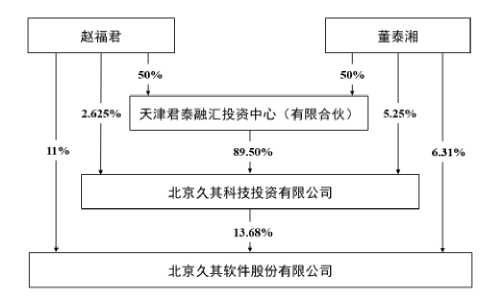 赵福君
董泰湘
50%
50%
2.625%
天津君泰融汇投资中心（有限合伙）
5.25%
11%
89.50%
6.31%
北京久其科技投资有限公司
13.68%
北京久其软件股份有限公司